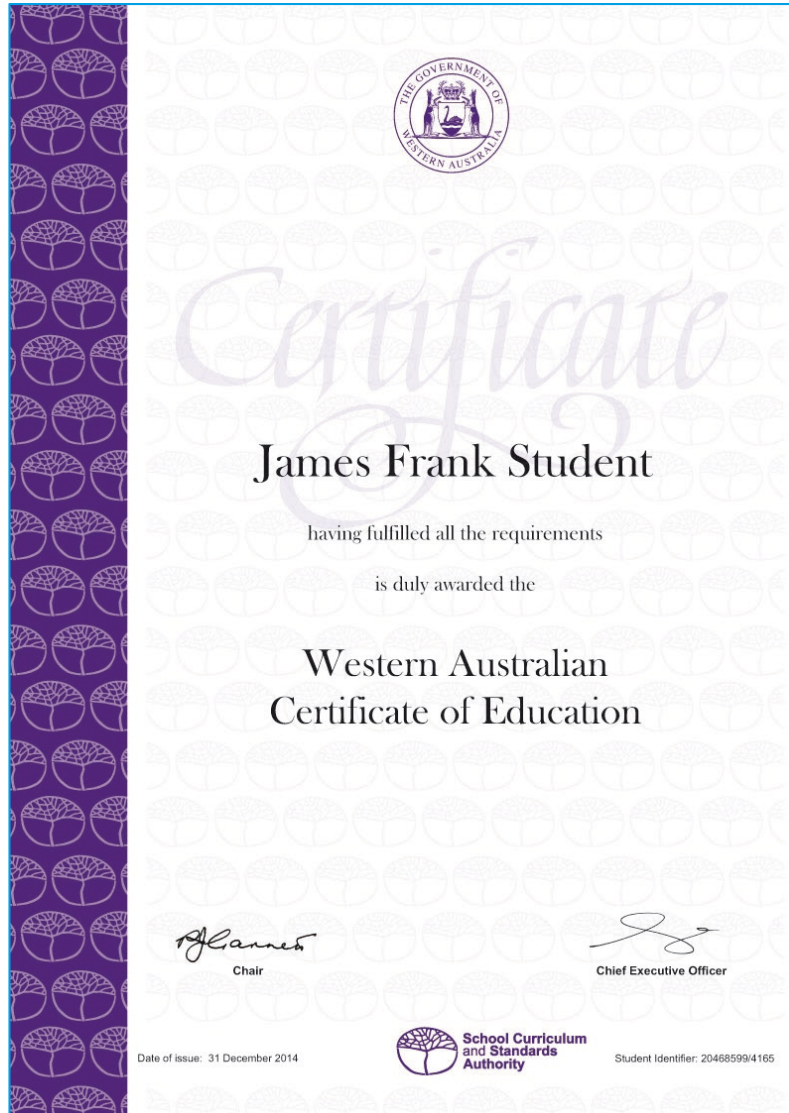 THE GOVERNMENT OF
WESTERN AUSTRALIA
Certificate
James Frank Student
having fulfilled all the requirements
is duly awarded the
Western Australian
Certificate of Education
Chair
Chief Executive Officer
Date of issue: 31 December 2014
School Curriculum
and Standards
Authority
Student Identifier: 20468599/4165